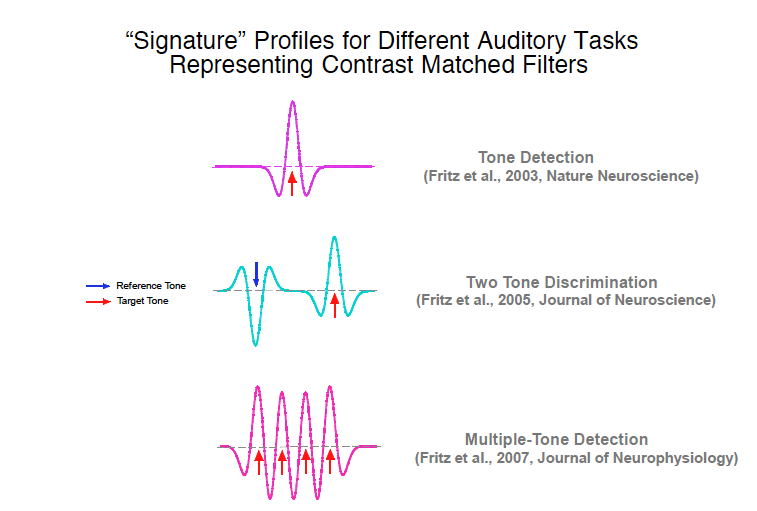 “Signature” Profiles for Different Auditory Tasks
Representing Contrast Matched Filters
Tone Detection
(Fritz et al., 2003, Nature Neuroscience)
Reference Tone
Target Tone
Two Tone Discrimination
(Fritz et al., 2005, Journal of Neuroscience)
Multiple-Tone Detection
(Fritz et al., 2007, Journal of Neurophysiology)